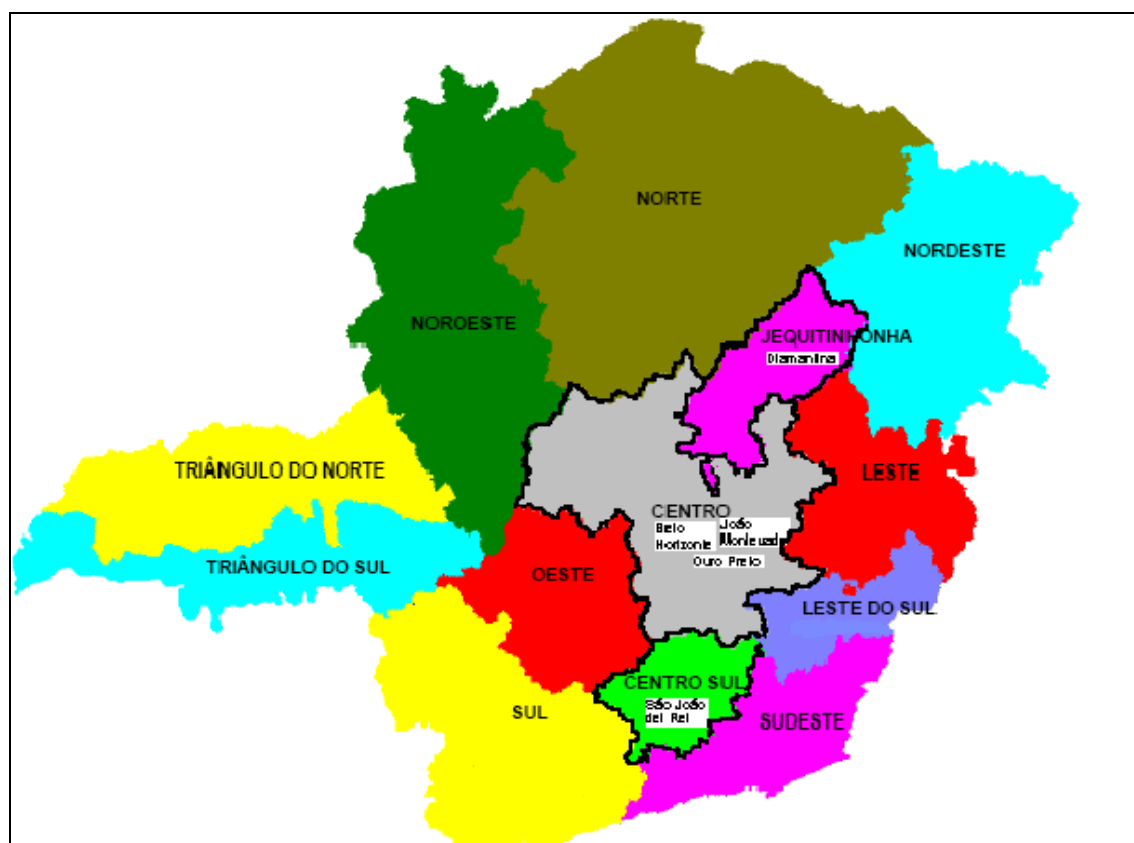 NORTE
NORDESTE
NOROESTE
JEQUITINHONHA
Diamantina
TRIÂNGULO DO NORTE
LESTE
CENTRO
Belo
Horizonte
João
Monlevade
Ouro Preto
TRIÂNGULO DO SUL
OESTE
LESTE DO SUL
CENTRO SUL
São João
del Rei
SUL
SUDESTE